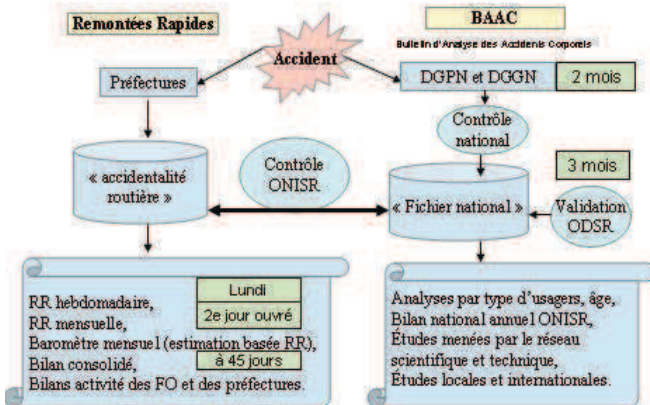 Remontées Rapides
BAAC
Bulletin d'Analyse des Accidents Corporels
Accident
Préfectures
DGPN et DGGN
2 mois
Contrôle
national
« accidentalité
routière »
Contrôle
ONISR
3 mois
« Fichier national »
Validation
ODSR
RR hebdomadaire,
Lundi
RR mensuelle,
2e jour ouvré
Baromètre mensuel (estimation basée RR),
Bilan consolidé,
à 45 jours
Bilans activité des FO et des préfectures.
Analyses par type d'usagers, âge,
Bilan national annuel ONISR,
Études menées par le réseau
scientifique et technique,
Études locales et internationales.